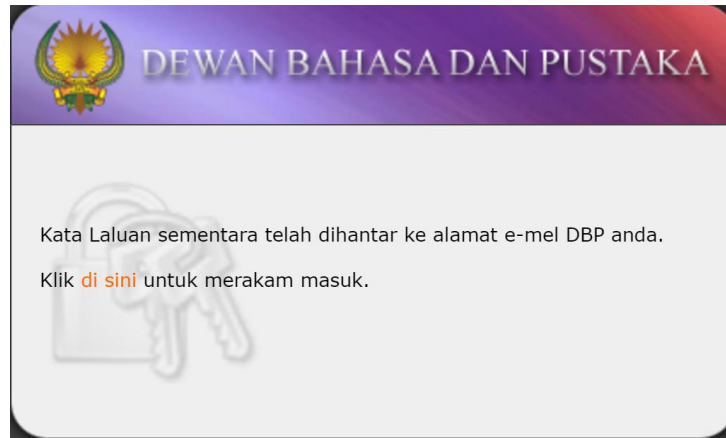 DEWAN BAHASA DAN PUSTAKA
Kata Laluan sementara telah dihantar ke alamat e-mel DBP anda.
Klik di sini untuk merakam masuk.